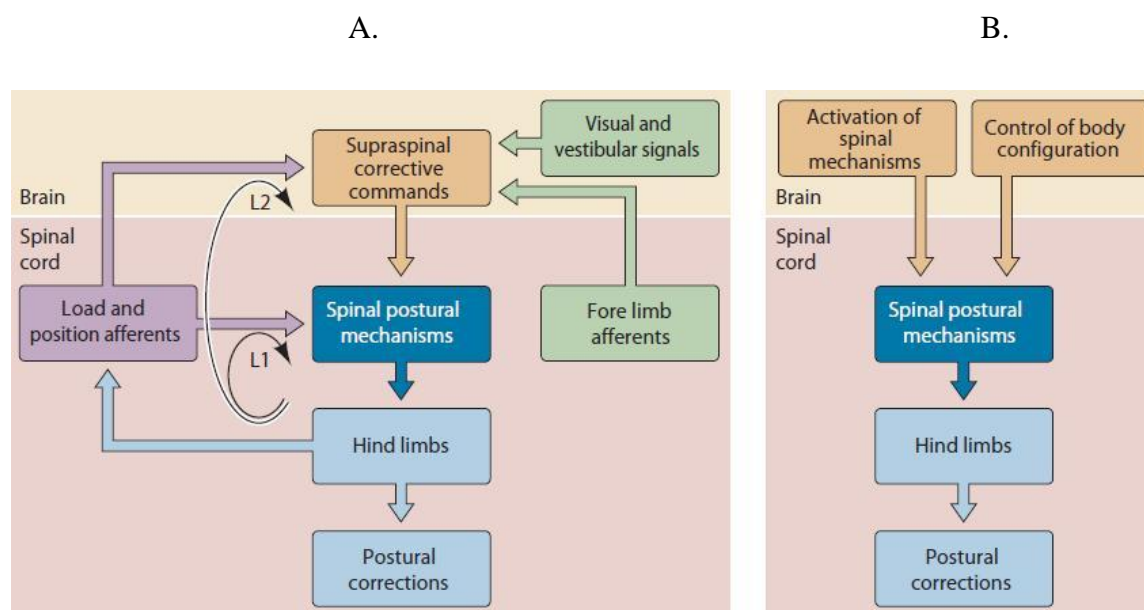 A.
B.
Visual and
vestibular signals
Supraspinal
corrective
commands
Brain
L2
Spinal
cord
Load and
position afferents
Spinal postural
mechanisms
Fore limb
afferents
L1
Hind limbs
Postural
corrections
Activation of
spinal
mechanisms
Control of body
configuration
Brain
Spinal
cord
Spinal postural
mechanisms
Hind limbs
Postural
corrections